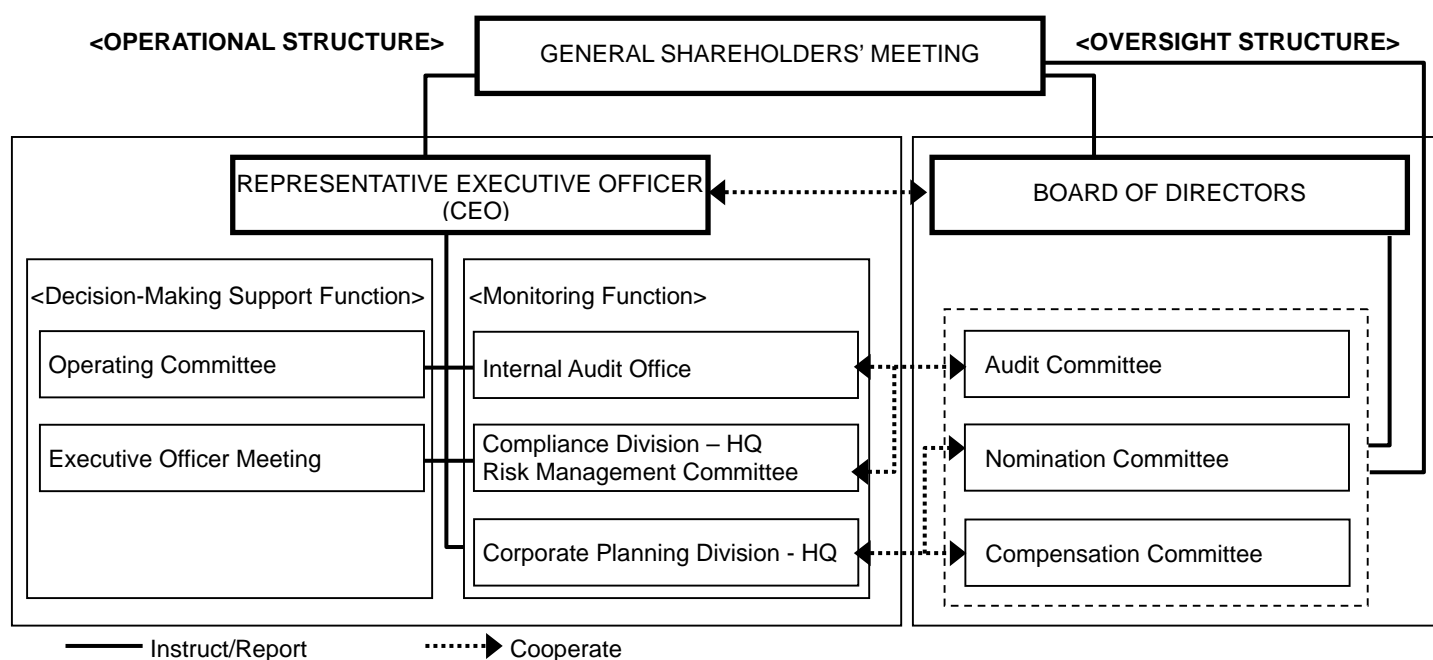 <OPERATIONAL STRUCTURE>
GENERAL SHAREHOLDERS’ MEETING
<OVERSIGHT STRUCTURE>
REPRESENTATIVE EXECUTIVE OFFICER
(CEO)
BOARD OF DIRECTORS
<Decision-Making Support Function>
Operating Committee
Executive Officer Meeting
<Monitoring Function>
Internal Audit Office
Compliance Division – HQ
Risk Management Committee
Corporate Planning Division - HQ
Audit Committee
Nomination Committee
Compensation Committee
Instruct/Report
Cooperate